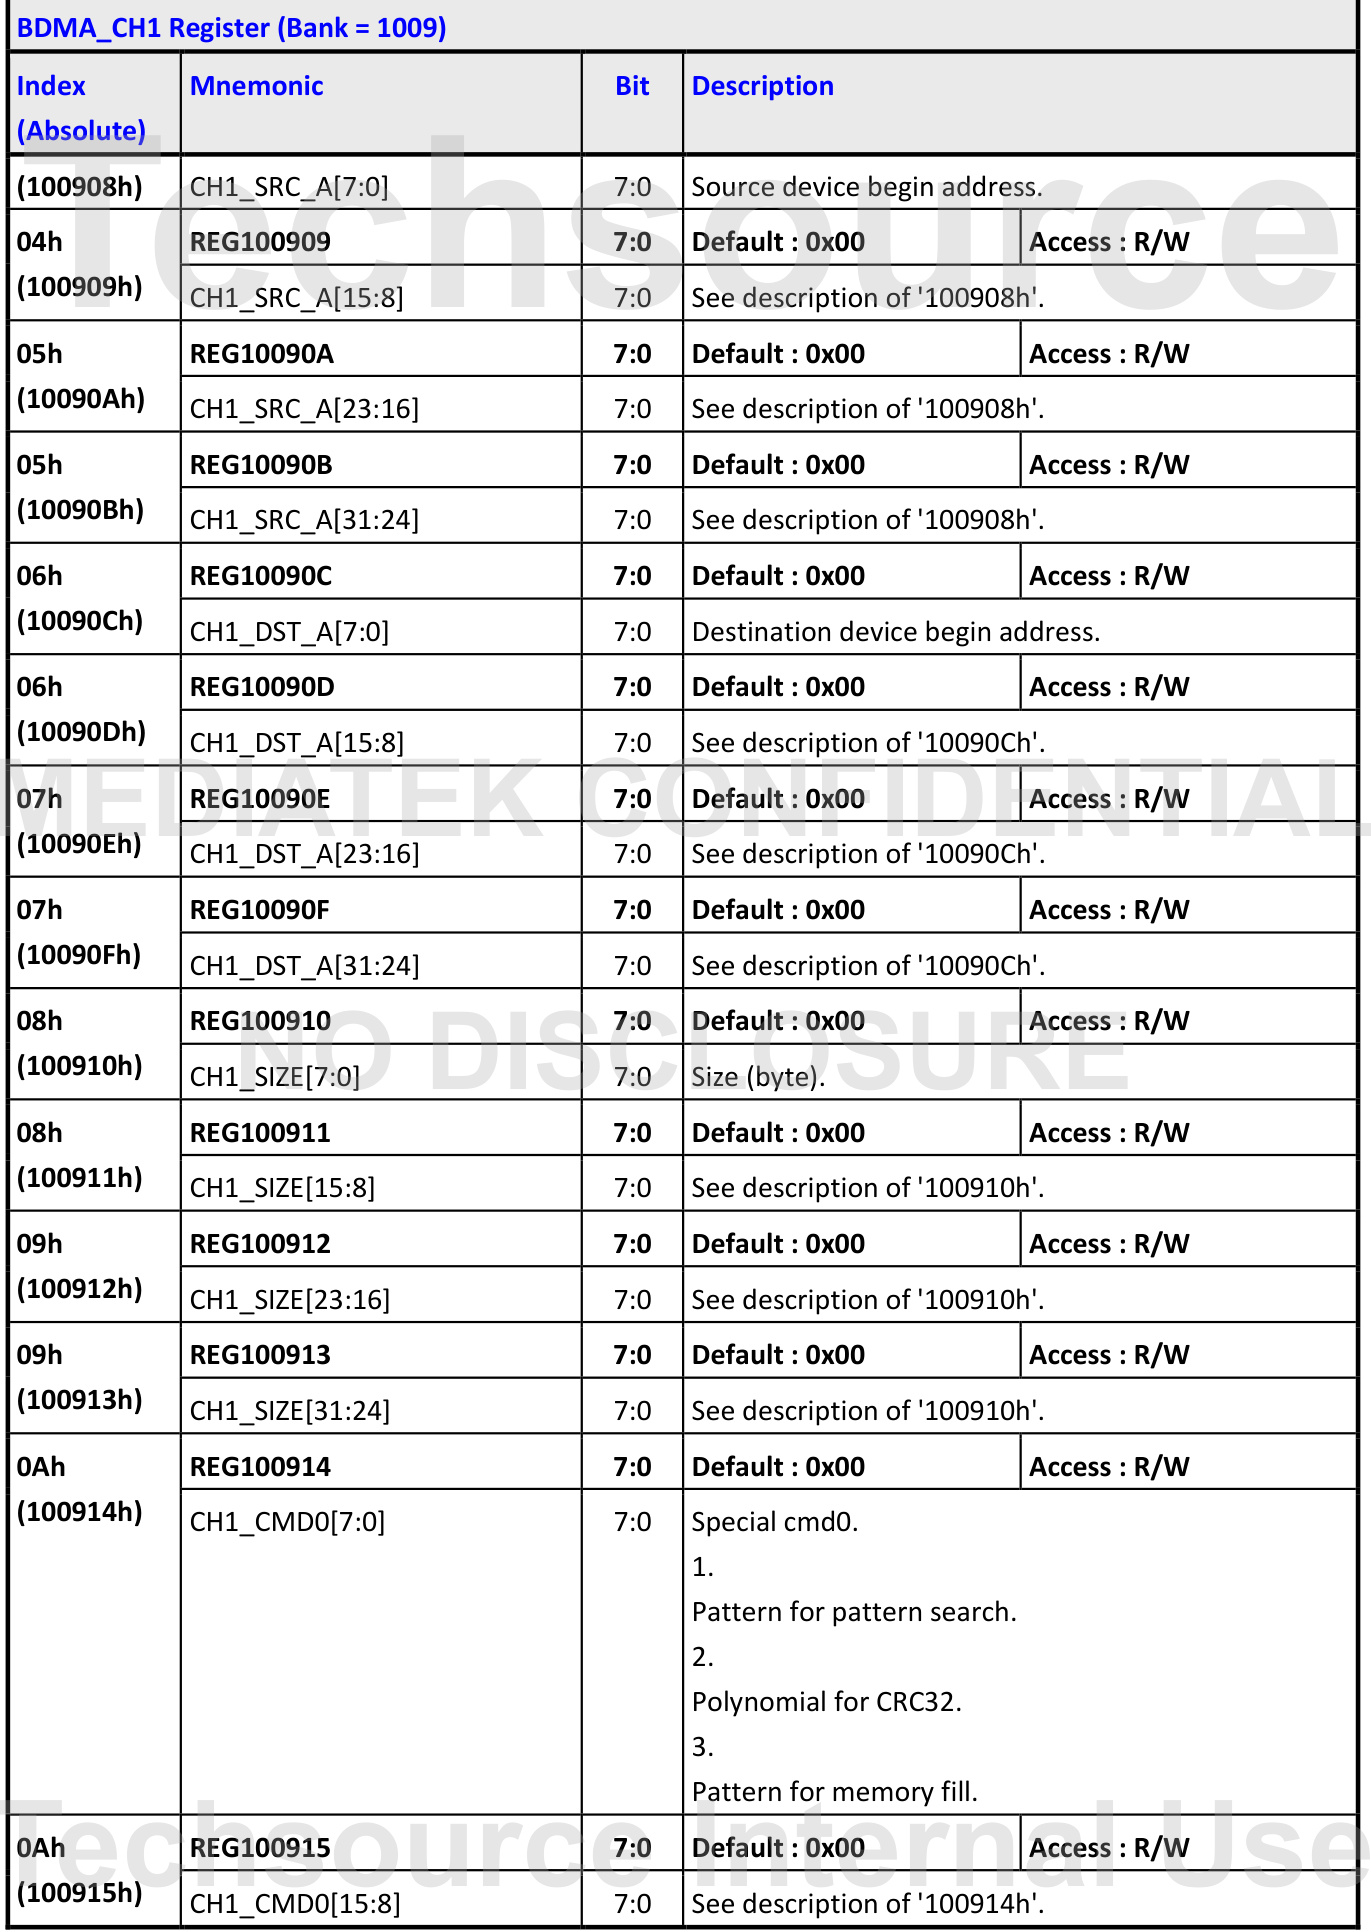 BDMA_CH1 Register (Bank = 1009)
Index (Absolute) Mnemonic Bit Description
(100908h) CH1_SRC_A[7:0] 7:0 Source device begin address.
Techsource
04h REG100909 7:0 Default : 0x00 Access : R/W
(100909h) CH1_SRC_A[15:8] 7:0 See description of '100908h'.
05h REG10090A 7:0 Default : 0x00 Access : R/W
(10090Ah) CH1_SRC_A[23:16] 7:0 See description of '100908h'.
05h REG10090B 7:0 Default : 0x00 Access : R/W
(10090Bh) CH1_SRC_A[31:24] 7:0 See description of '100908h'.
06h REG10090C 7:0 Default : 0x00 Access : R/W
(10090Ch) CH1_DST_A[7:0] 7:0 Destination device begin address.
06h REG10090D 7:0 Default : 0x00 Access : R/W
(10090Dh) CH1_DST_A[15:8] 7:0 See description of '10090Ch'.
MEDIATEK CONFIDENTIAL
07h REG10090E 7:0 Default : 0x00 Access : R/W
(10090Eh) CH1_DST_A[23:16] 7:0 See description of '10090Ch'.
07h REG10090F 7:0 Default : 0x00 Access : R/W
(10090Fh) CH1_DST_A[31:24] 7:0 See description of '10090Ch'.
NO DISCLOSURE
08h REG100910 7:0 Default : 0x00 Access : R/W
(100910h) CH1_SIZE[7:0] 7:0 Size (byte).
08h REG100911 7:0 Default : 0x00 Access : R/W
(100911h) CH1_SIZE[15:8] 7:0 See description of '100910h'.
09h REG100912 7:0 Default : 0x00 Access : R/W
(100912h) CH1_SIZE[23:16] 7:0 See description of '100910h'.
09h REG100913 7:0 Default : 0x00 Access : R/W
(100913h) CH1_SIZE[31:24] 7:0 See description of '100910h'.
0Ah REG100914 7:0 Default : 0x00 Access : R/W
(100914h) CH1_CMD0[7:0] 7:0 Special cmd0.
1.
Pattern for pattern search.
2.
Polynomial for CRC32.
3.
Pattern for memory fill.
Techsource Internal Use
0Ah REG100915 7:0 Default : 0x00 Access : R/W
(100915h) CH1_CMD0[15:8] 7:0 See description of '100914h'.